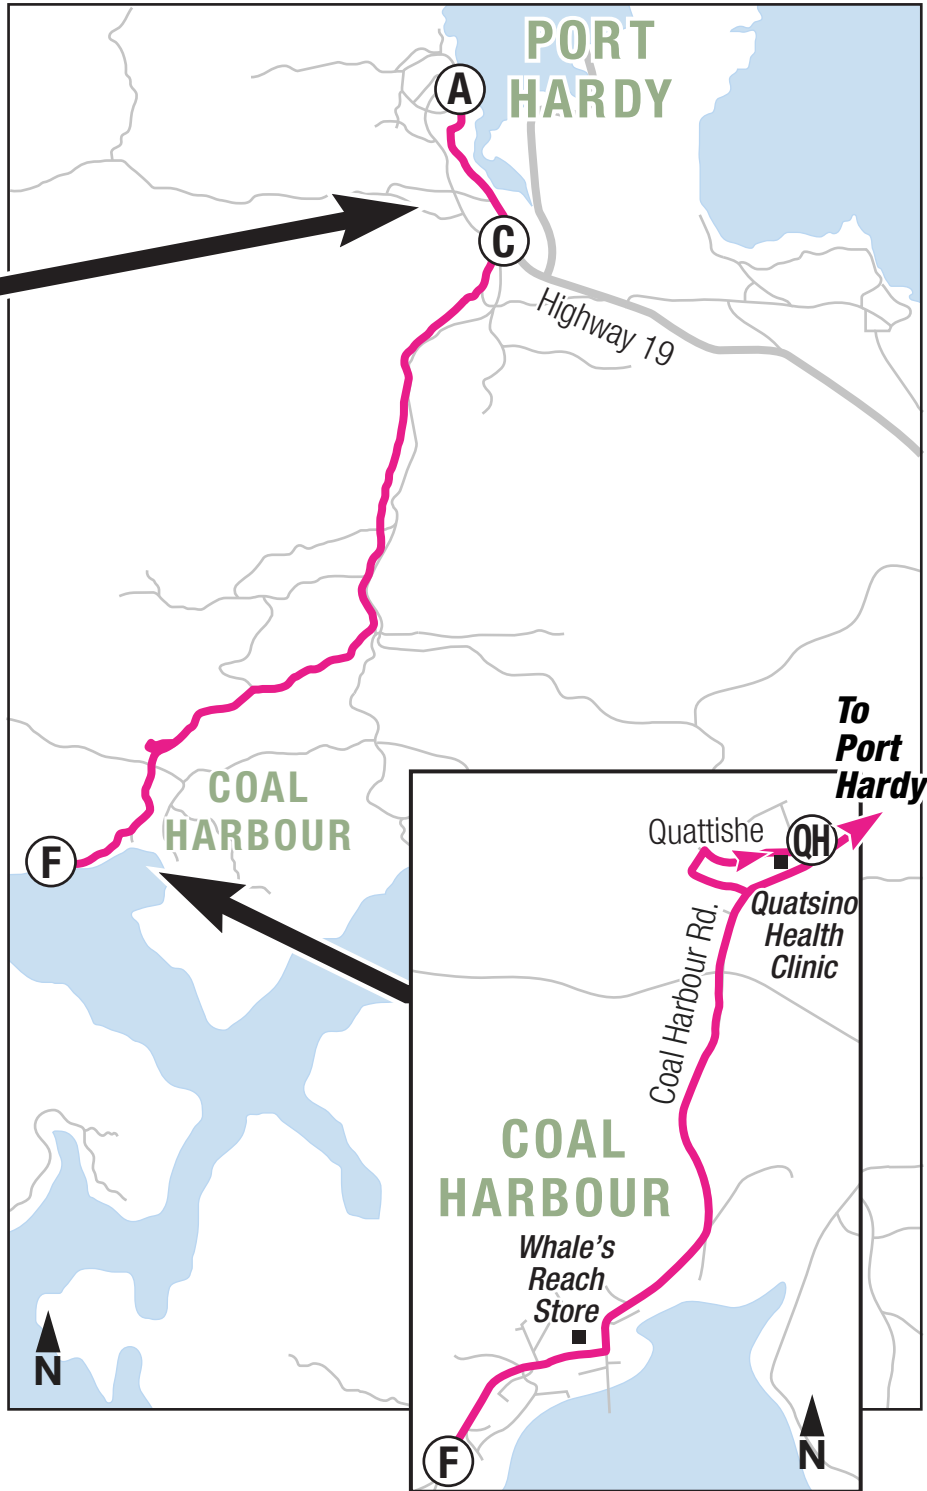 PORT
HARDY
A
C
Highway 19
COAL
HARBOUR
F
To
Port
Hardy
Quattishe
QH
Quatsino
Health
Clinic
Coal Harbour Rd.
COAL
HARBOUR
Whale's
Reach
Store
F
N
N